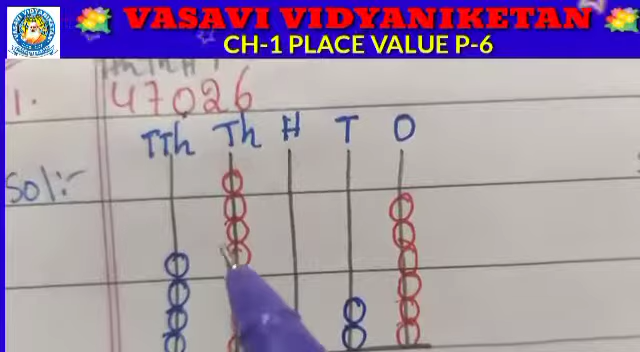 VASAVI VIDYANIKETAN
CH-1 PLACE VALUE P-6
1. 47026
TTh Th H T O
Sol:-